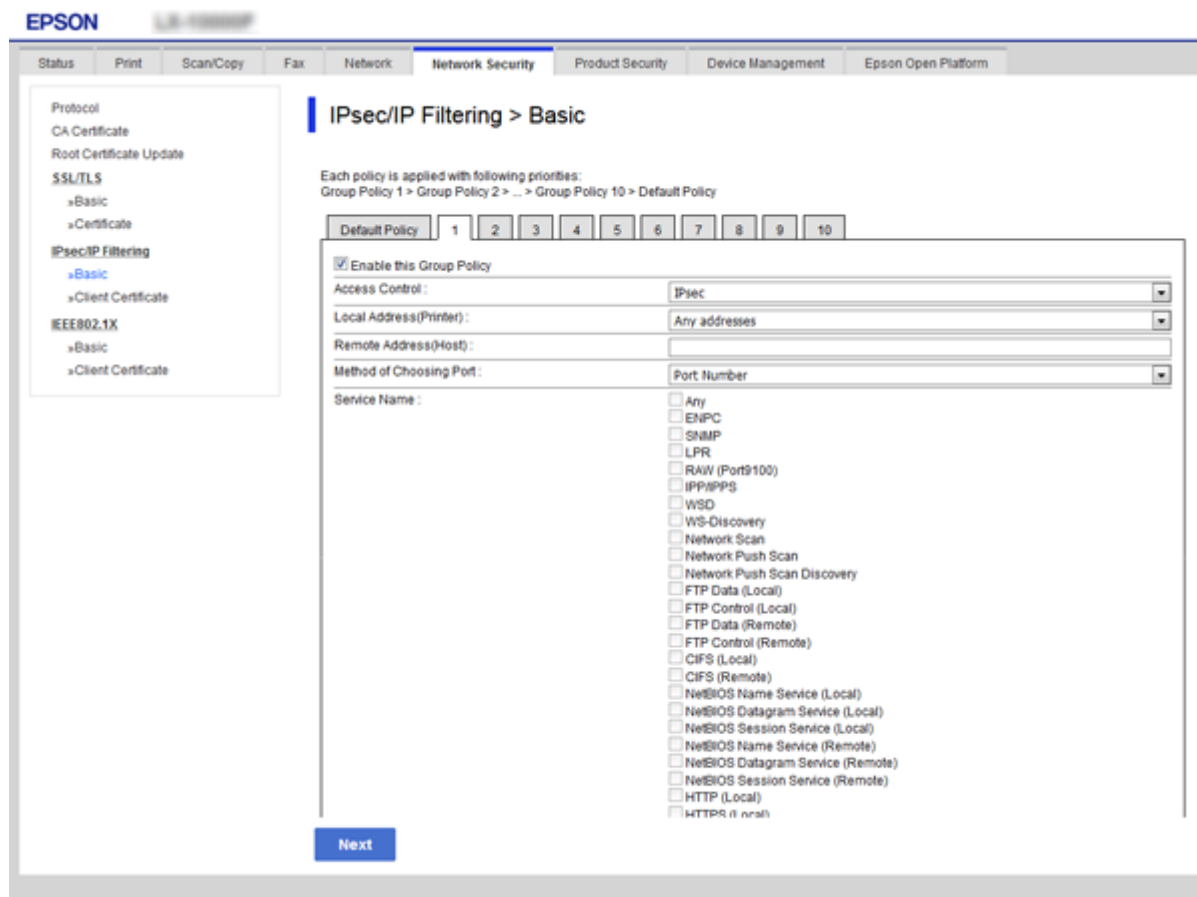 EPSON
Status Print Scan/Copy Fax Network Network Security Product Security Device Management Epson Open Platform
Protocol
CA Certificate
Root Certificate Update
SSL/TLS
»Basic
»Certificate
IPsec/IP Filtering
»Basic
»Client Certificate
IEEE802.1X
»Basic
»Client Certificate
IPsec/IP Filtering > Basic
Each policy is applied with following priorities:
Group Policy 1 > Group Policy 2 > ... > Group Policy 10 > Default Policy
Default Policy 1 2 3 4 5 6 7 8 9 10
Enable this Group Policy
Access Control : IPsec
Local Address(Printer) : Any addresses
Remote Address(Host) :
Method of Choosing Port : Port Number
Service Name : Any
ENPC
SNMP
LPR
RAW (Port9100)
IPP/IPPS
WSD
WS-Discovery
Network Scan
Network Push Scan
Network Push Scan Discovery
FTP Data (Local)
FTP Control (Local)
FTP Data (Remote)
FTP Control (Remote)
CIFS (Local)
CIFS (Remote)
NetBIOS Name Service (Local)
NetBIOS Datagram Service (Local)
NetBIOS Session Service (Local)
NetBIOS Name Service (Remote)
NetBIOS Datagram Service (Remote)
NetBIOS Session Service (Remote)
HTTP (Local)
HTTPS (Local)
Next